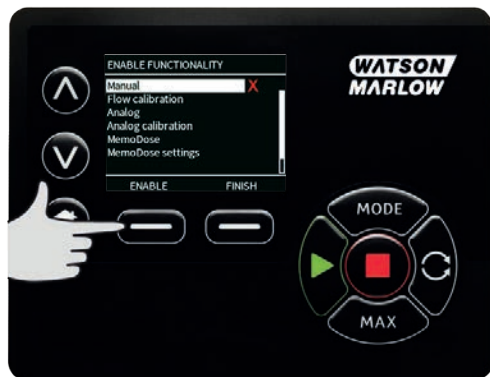 ENABLE FUNCTIONALITY
Manual X
Flow calibration
Analog
Analog calibration
MemoDose
MemoDose settings
ENABLE FINISH
WATSON
MARLOW
MODE
MAX